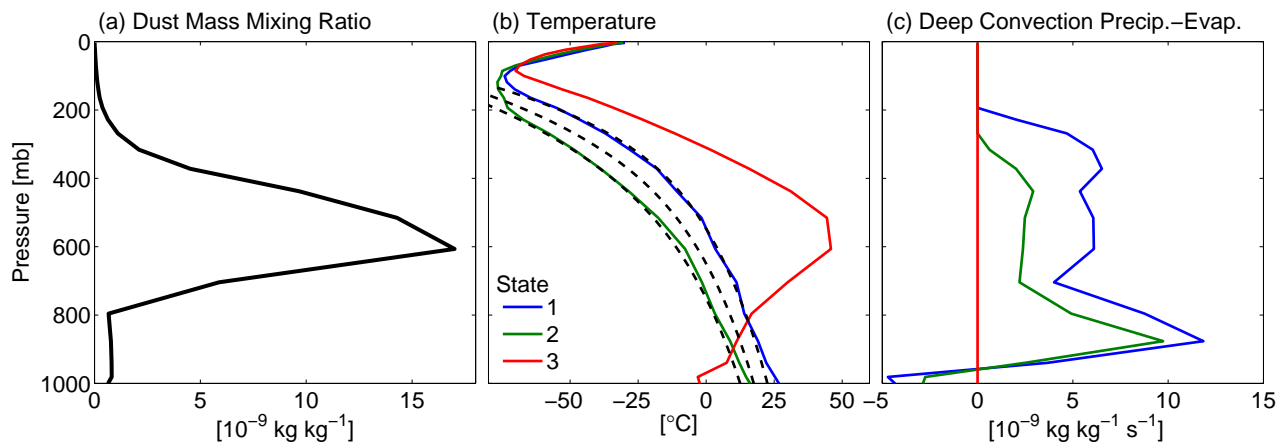 (a) Dust Mass Mixing Ratio
(b) Temperature
(c) Deep Convection Precip.−Evap.
0
200
400
600
800
1000
Pressure [mb]
0
5
10
15
[10⁻⁹ kg kg⁻¹]
State
1
2
3
−50
−25
0
25
50
[°C]
−5
0
5
10
15
[10⁻⁹ kg kg⁻¹ s⁻¹]